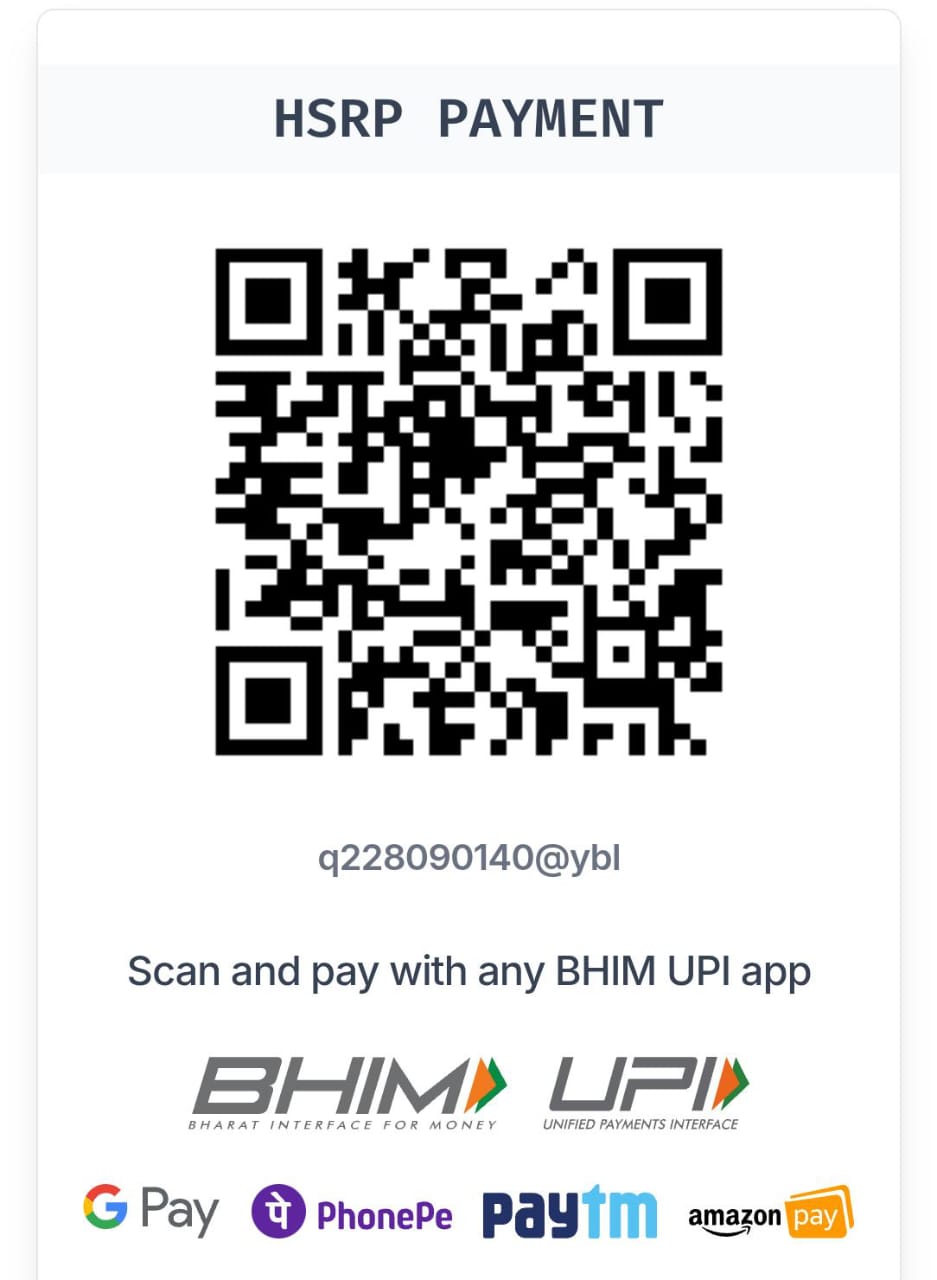 HSRP PAYMENT
q228090140@ybl
Scan and pay with any BHIM UPI app
BHIM UPI
BHARAT INTERFACE FOR MONEY UNIFIED PAYMENTS INTERFACE
G Pay पे PhonePe paytm amazon pay